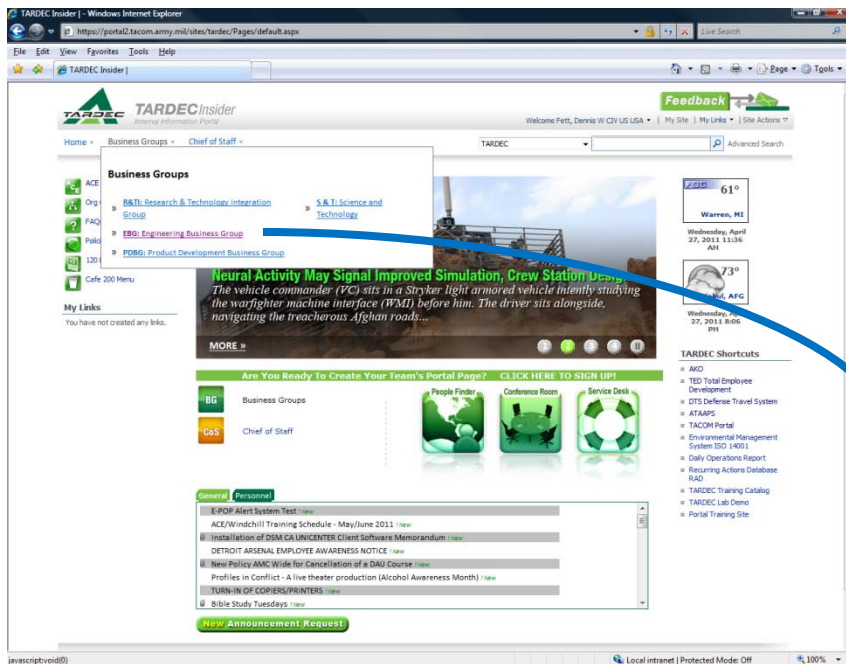 TARDEC Insider | - Windows Internet Explorer
https://portal2.tacom.army.mil/sites/tardec/Pages/default.aspx
Live Search
File Edit View Favorites Tools Help
TARDEC Insider |
Page Tools
TARDEC
TARDEC Insider
Internal Information Portal
Feedback
Welcome Fett, Dennis W CIV US USA | My Site | My Links | Site Actions
Home Business Groups Chief of Staff
TARDEC
Advanced Search
Business Groups
» R&TI: Research & Technology Integration Group
» S & T: Science and Technology
» EBG: Engineering Business Group
» PDBG: Product Development Business Group
ACE
Org
FAQ
120
Cafe 200 Menu
My Links
You have not created any links.
Neural Activity May Signal Improved Simulation, Crew Station
The vehicle commander (VC) sits in a Stryker light armored vehicle intently studying
the warfighter machine interface (WMI) before him. The driver sits alongside,
navigating the treacherous Afghan roads...
MORE »
1 2 3 4
61°
Warren, MI
Wednesday, April
27, 2011 11:36
AM
73°
AFG
27, 2011 8:06
PM
Are You Ready To Create Your Team's Portal Page? CLICK HERE TO SIGN UP!
BG Business Groups
CoS Chief of Staff
People Finder
Conference Room
Service Desk
TARDEC Shortcuts
AKO
TED Total Employee
Development
DTS Defense Travel System
ATAAPS
TACOM Portal
Environmental Management
System ISO 14001
Daily Operations Report
Recurring Actions Database
RAD
TARDEC Training Catalog
TARDEC Lab Demo
Portal Training Site
General Personnel
E-POP Alert System Test ! New
ACE/Windchill Training Schedule - May/June 2011 ! New
Installation of DSM CA UNICENTER Client Software Memorandum ! New
DETROIT ARSENAL EMPLOYEE AWARENESS NOTICE ! New
New Policy AMC Wide for Cancellation of a DAU Course ! New
Profiles in Conflict - A live theater production (Alcohol Awareness Month) ! New
TURN-IN OF COPIERS/PRINTERS ! New
Bible Study Tuesdays ! New
New Announcement Request
javascript:void(0)
Local intranet | Protected Mode: Off
100%